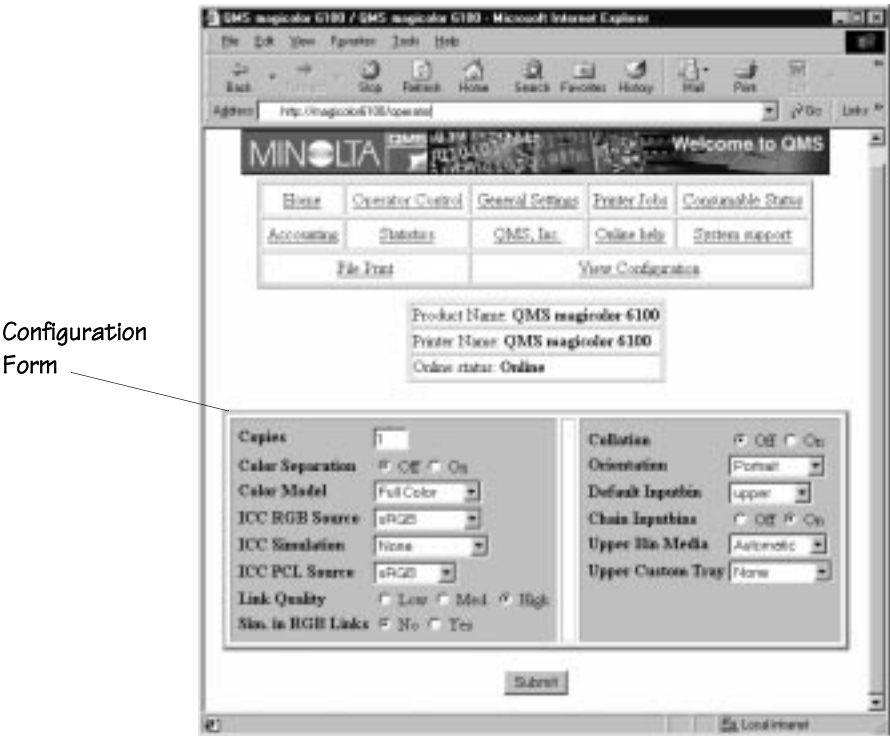 QMS magicolor 6100 / QMS magicolor 6100 - Microsoft Internet Explorer
File Edit View Favorites Tools Help
Back Stop Refresh Home Search Favorites History Mail Print
Address http://magicolor6100/operator/ Go Links »
MINOLTA Welcome to QMS
Home Operator Control General Settings Printer Jobs Consumable Status
Accounting Statistics QMS, Inc. Online help System support
File Print View Configuration
Product Name: QMS magicolor 6100
Printer Name: QMS magicolor 6100
Online status: Online
Configuration
Form
Copies 1
Color Separation Off On
Color Model Full Color
ICC RGB Source sRGB
ICC Simulation None
ICC PCL Source sRGB
Link Quality Low Med High
Sim. in RGB Links No Yes
Collation Off On
Orientation Portrait
Default Inputbin upper
Chain Inputbins Off On
Upper Bin Media Automatic
Upper Custom Tray None
Submit
Local intranet